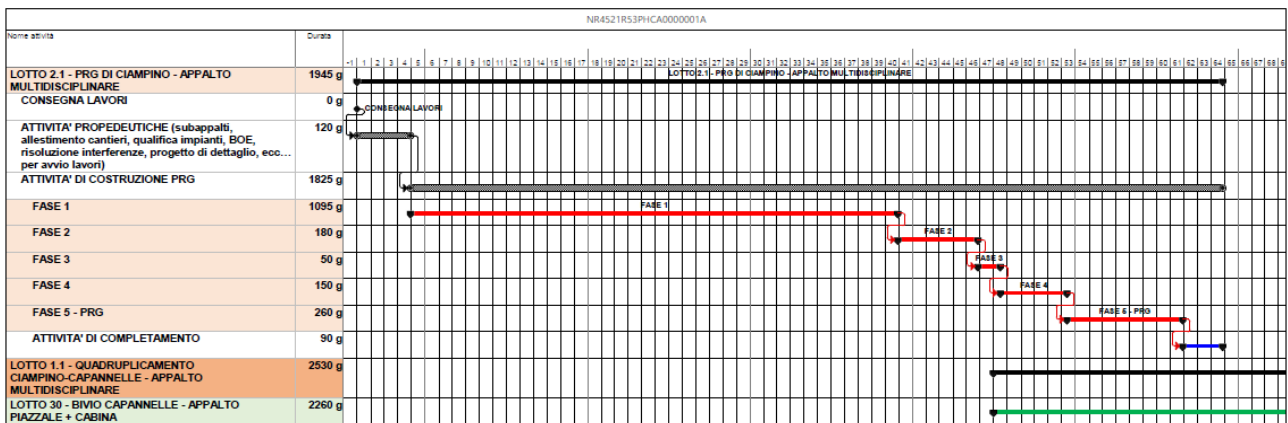 NR4521RS3PHCA0000001A
Nome attività Durata
-1 1 2 3 4 5 6 7 8 9 10 11 12 13 14 15 16 17 18 19 20 21 22 23 24 25 26 27 28 29 30 31 32 33 34 35 36 37 38 39 40 41 42 43 44 45 46 47 48 49 50 51 52 53 54 55 56 57 58 59 60 61 62 63 64 65 66 67 68 6
LOTTO 2.1 - PRG DI CIAMPINO - APPALTO 1945 g LOTTO 2.1 - PRG DI CIAMPINO - APPALTO MULTIDISCIPLINARE
MULTIDISCIPLINARE
CONSEGNA LAVORI 0 g CONSEGNA LAVORI
ATTIVITA' PROPEDEUTICHE (subappalti, 120 g
allestimento cantieri, qualifica impianti, BOE,
risoluzione interferenze, progetto di dettaglio, ecc...
per avvio lavori)
ATTIVITA' DI COSTRUZIONE PRG 1825 g
FASE 1 1095 g FASE 1
FASE 2 180 g FASE 2
FASE 3 50 g FASE 3
FASE 4 150 g FASE 4
FASE 5 - PRG 260 g FASE 5 - PRG
ATTIVITA' DI COMPLETAMENTO 90 g
LOTTO 1.1 - QUADRUPLICAMENTO 2530 g
CIAMPINO-CAPANNELLE - APPALTO
MULTIDISCIPLINARE
LOTTO 30 - BIVIO CAPANNELLE - APPALTO 2260 g
PIAZZALE + CABINA